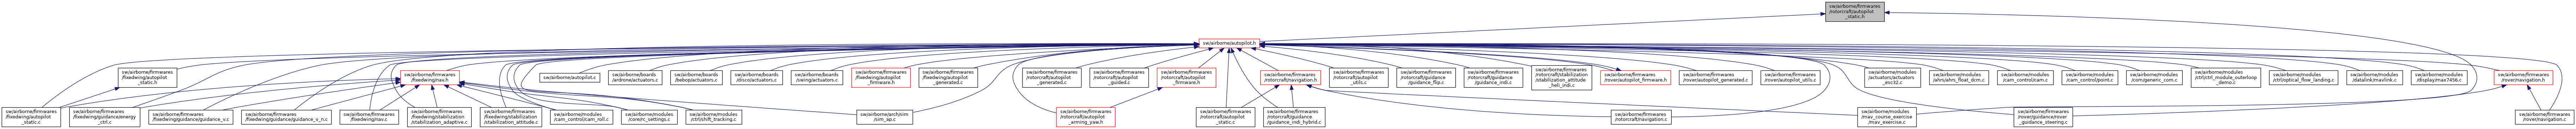 sw/airborne/firmwares
/rotorcraft/autopilot
_static.h
sw/airborne/autopilot.h
sw/airborne/firmwares
/fixedwing/autopilot
_static.h
sw/airborne/firmwares
/fixedwing/nav.h
sw/airborne/autopilot.c
sw/airborne/boards
/ardrone/actuators.c
sw/airborne/boards
/bebop/actuators.c
sw/airborne/boards
/disco/actuators.c
sw/airborne/boards
/swing/actuators.c
sw/airborne/firmwares
/fixedwing/autopilot
_firmware.h
sw/airborne/firmwares
/fixedwing/autopilot
_generated.c
sw/airborne/firmwares
/rotorcraft/autopilot
_generated.c
sw/airborne/firmwares
/rotorcraft/autopilot
_guided.c
sw/airborne/firmwares
/rotorcraft/autopilot
_firmware.h
sw/airborne/firmwares
/rotorcraft/navigation.h
sw/airborne/firmwares
/rotorcraft/autopilot
_utils.c
sw/airborne/firmwares
/rotorcraft/guidance
/guidance_flip.c
sw/airborne/firmwares
/rotorcraft/guidance
/guidance_indi.c
sw/airborne/firmwares
/rotorcraft/stabilization
/stabilization_attitude
_heli_indi.c
sw/airborne/firmwares
/rover/autopilot_firmware.h
sw/airborne/firmwares
/rover/autopilot_generated.c
sw/airborne/firmwares
/rover/autopilot_utils.c
sw/airborne/modules
/actuators/actuators
_esc32.c
sw/airborne/modules
/ahrs/ahrs_float_dcm.c
sw/airborne/modules
/cam_control/cam.c
sw/airborne/modules
/cam_control/point.c
sw/airborne/modules
/com/generic_com.c
sw/airborne/modules
/ctrl/ctrl_module_outerloop
_demo.c
sw/airborne/modules
/ctrl/optical_flow_landing.c
sw/airborne/modules
/datalink/mavlink.c
sw/airborne/modules
/display/max7456.c
sw/airborne/firmwares
/rover/navigation.h
sw/airborne/firmwares
/fixedwing/autopilot
_static.c
sw/airborne/firmwares
/fixedwing/guidance/energy
_ctrl.c
sw/airborne/firmwares
/fixedwing/guidance/guidance_v.c
sw/airborne/firmwares
/fixedwing/guidance/guidance_v_n.c
sw/airborne/firmwares
/fixedwing/nav.c
sw/airborne/firmwares
/fixedwing/stabilization
/stabilization_adaptive.c
sw/airborne/firmwares
/fixedwing/stabilization
/stabilization_attitude.c
sw/airborne/modules
/cam_control/cam_roll.c
sw/airborne/modules
/core/rc_settings.c
sw/airborne/modules
/ctrl/shift_tracking.c
sw/airborne/arch/sim
/sim_ap.c
sw/airborne/firmwares
/rotorcraft/autopilot
_arming_yaw.h
sw/airborne/firmwares
/rotorcraft/autopilot
_static.c
sw/airborne/firmwares
/rotorcraft/guidance
/guidance_indi_hybrid.c
sw/airborne/firmwares
/rotorcraft/navigation.c
sw/airborne/modules
/mav_course_exercise
/mav_exercise.c
sw/airborne/firmwares
/rover/guidance/rover
_guidance_steering.c
sw/airborne/firmwares
/rover/navigation.c